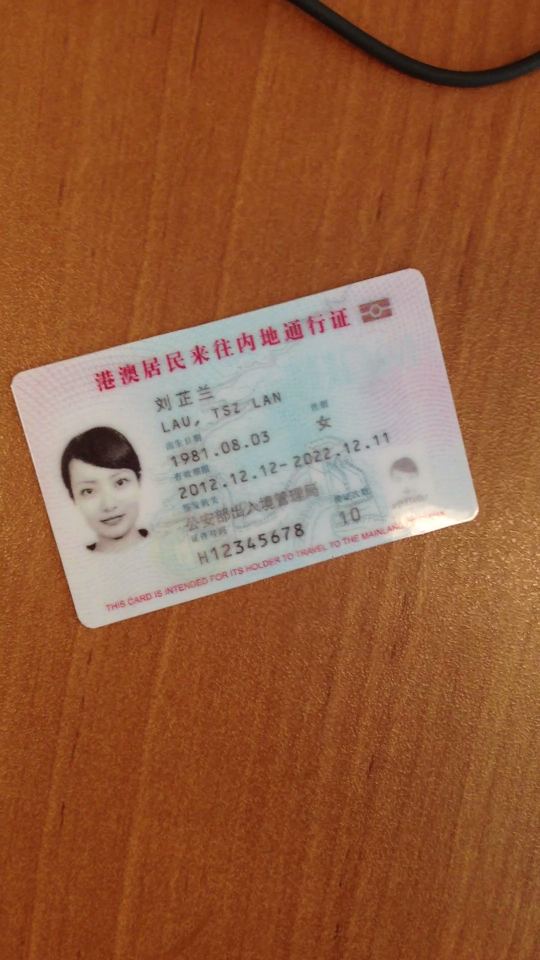 港澳居民来往内地通行证
刘芷兰
LAU, TSZ LAN
出生日期 性别
1981.08.03 女
有效期限
2012.12.12-2022.12.11
签发机关
公安部出入境管理局
证件号码 换证次数
H12345678 10
THIS CARD IS INTENDED FOR ITS HOLDER TO TRAVEL TO THE MAINLAND